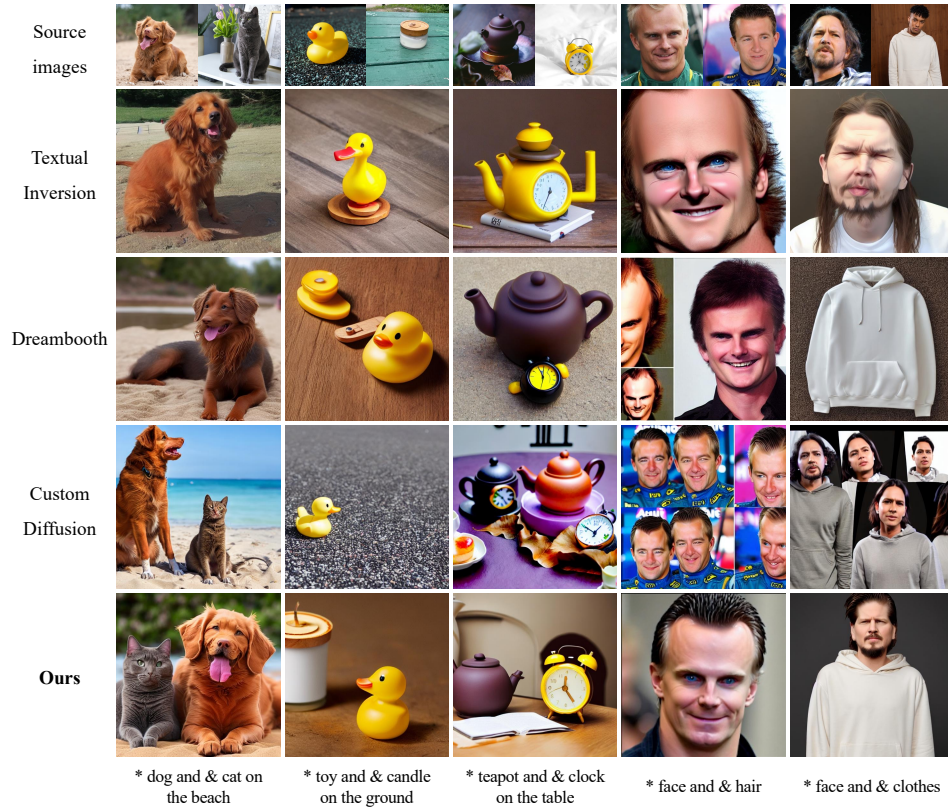 Source
images
Textual
Inversion
Dreambooth
Custom
Diffusion
Ours
* dog and & cat on
the beach
* toy and & candle
on the ground
* teapot and & clock
on the table
* face and & hair
* face and & clothes